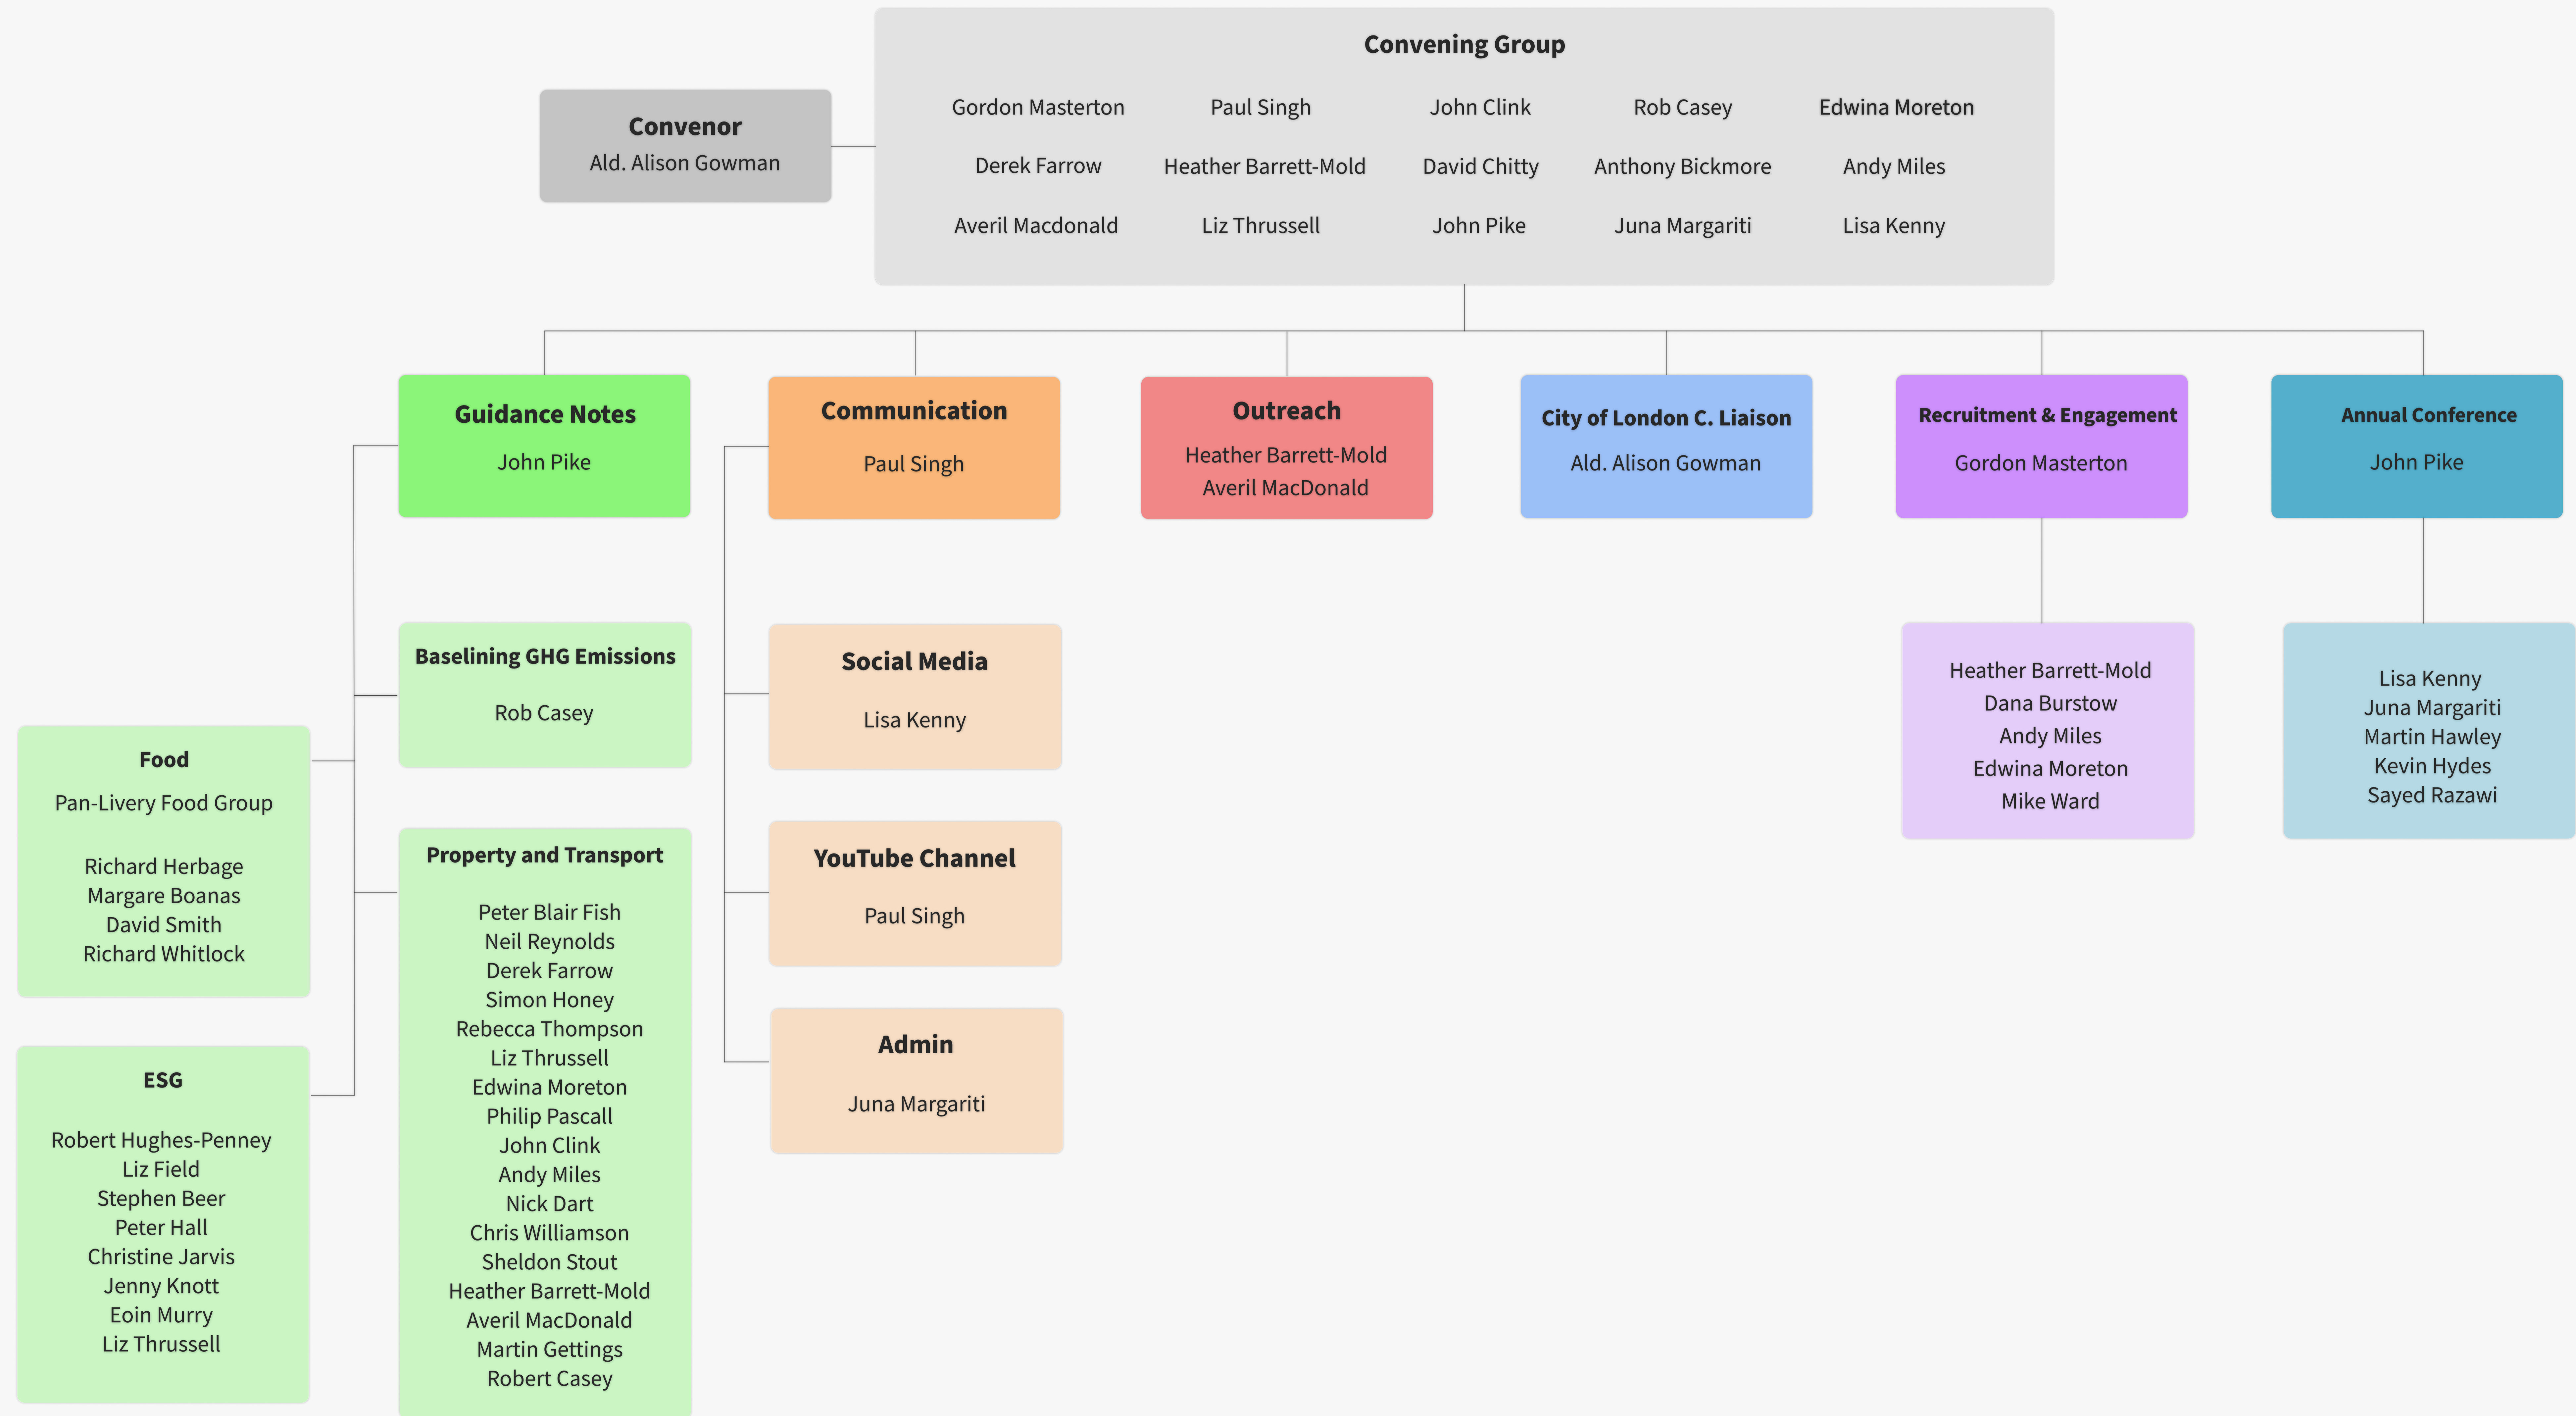 Convening Group
Convenor
Ald. Alison Gowman
Gordon Masterton Paul Singh John Clink Rob Casey Edwina Moreton
Derek Farrow Heather Barrett-Mold David Chitty Anthony Bickmore Andy Miles
Averil Macdonald Liz Thrussell John Pike Juna Margariti Lisa Kenny
Guidance Notes
John Pike
Communication
Paul Singh
Outreach
Heather Barrett-Mold
Averil MacDonald
City of London C. Liaison
Ald. Alison Gowman
Recruitment & Engagement
Gordon Masterton
Annual Conference
John Pike
Baselining GHG Emissions
Rob Casey
Food
Pan-Livery Food Group
Richard Herbage
Margare Boanas
David Smith
Richard Whitlock
ESG
Robert Hughes-Penney
Liz Field
Stephen Beer
Peter Hall
Christine Jarvis
Jenny Knott
Eoin Murry
Liz Thrussell
Property and Transport
Peter Blair Fish
Neil Reynolds
Derek Farrow
Simon Honey
Rebecca Thompson
Liz Thrussell
Edwina Moreton
Philip Pascall
John Clink
Andy Miles
Nick Dart
Chris Williamson
Sheldon Stout
Heather Barrett-Mold
Averil MacDonald
Martin Gettings
Robert Casey
Social Media
Lisa Kenny
YouTube Channel
Paul Singh
Admin
Juna Margariti
Heather Barrett-Mold
Dana Burstow
Andy Miles
Edwina Moreton
Mike Ward
Lisa Kenny
Juna Margariti
Martin Hawley
Kevin Hydes
Sayed Razawi